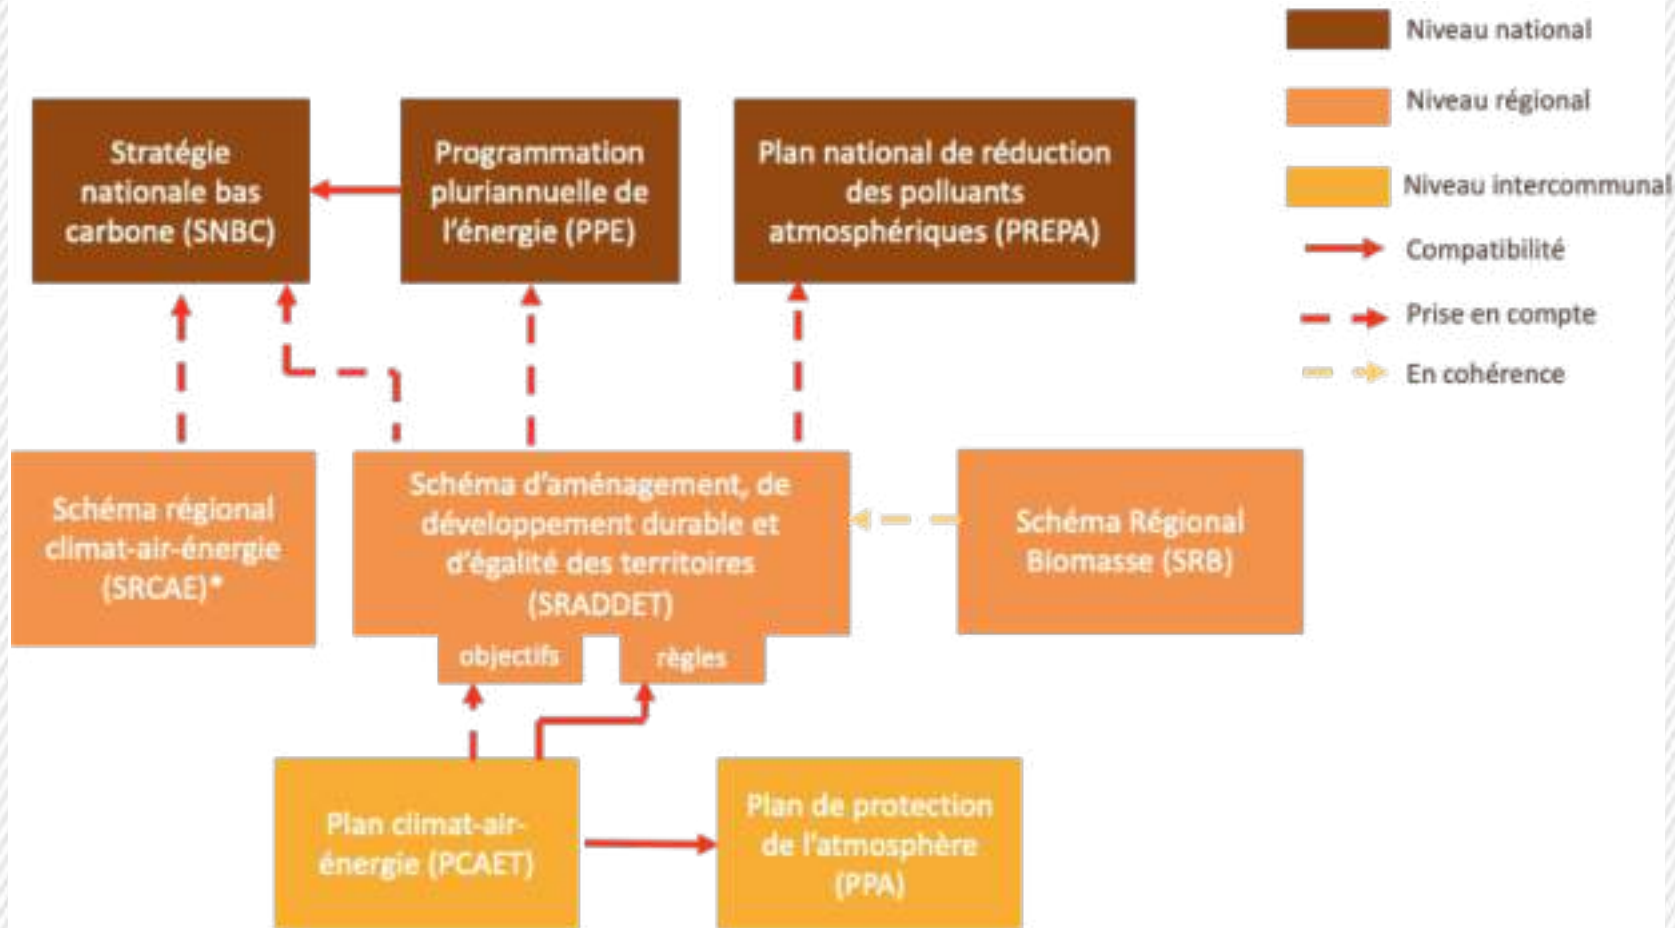 Niveau national
Niveau régional
Niveau intercommunal
Compatibilité
Prise en compte
En cohérence
Stratégie
nationale bas
carbone (SNBC)
Programmation
pluriannuelle de
l'énergie (PPE)
Plan national de réduction
des polluants
atmosphériques (PREPA)
Schéma régional
climat-air-énergie
(SRCAE)*
Schéma d'aménagement, de
développement durable et
d'égalité des territoires
(SRADDET)
objectifs
règles
Schéma Régional
Biomasse (SRB)
Plan climat-air-
énergie (PCAET)
Plan de protection
de l'atmosphère
(PPA)